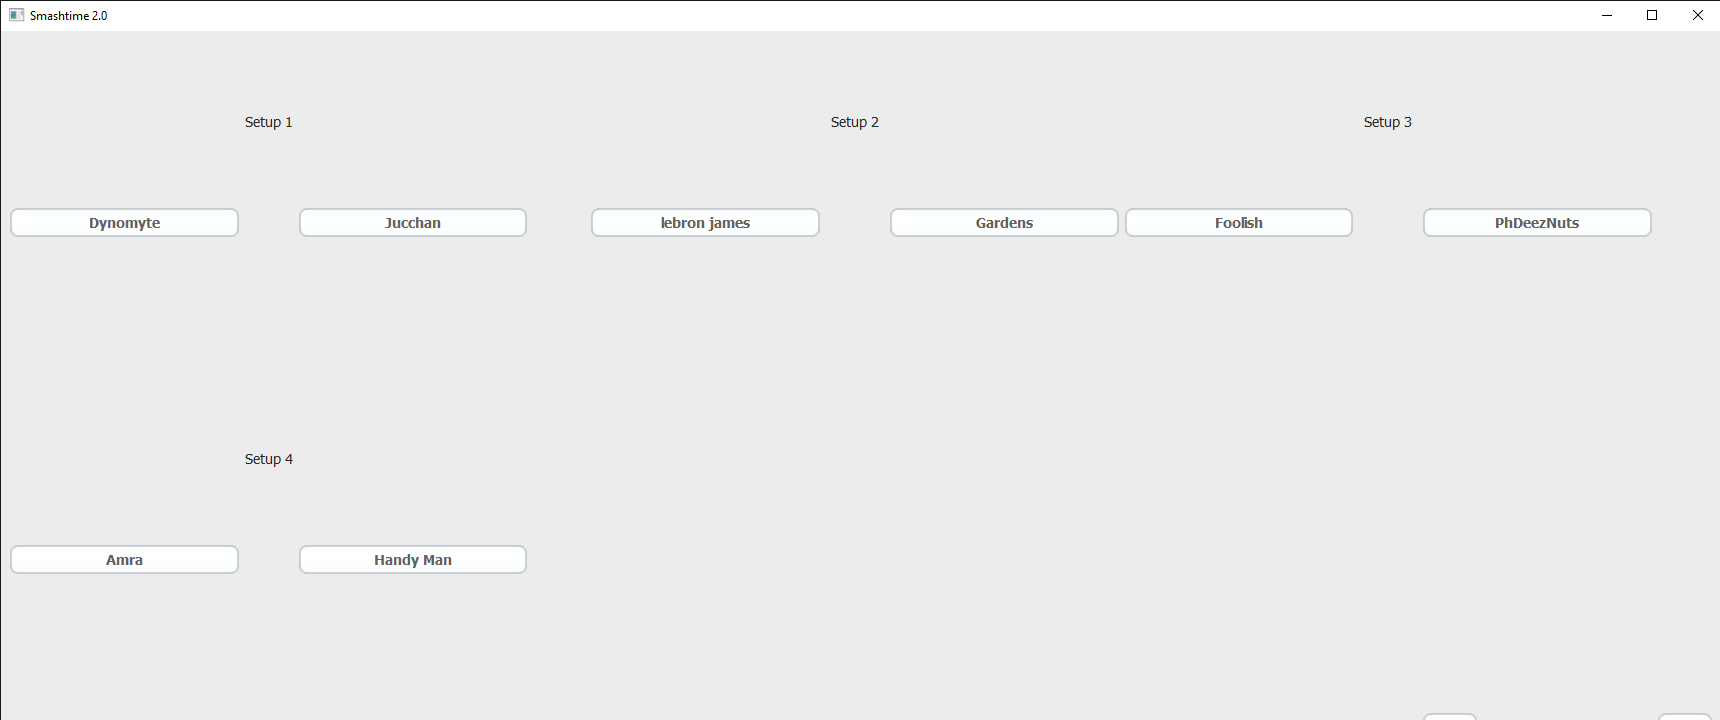 Smashtime 2.0
Setup 1 Setup 2 Setup 3
Dynomyte Jucchan lebron james Gardens Foolish PhDeezNuts
Setup 4
Amra Handy Man